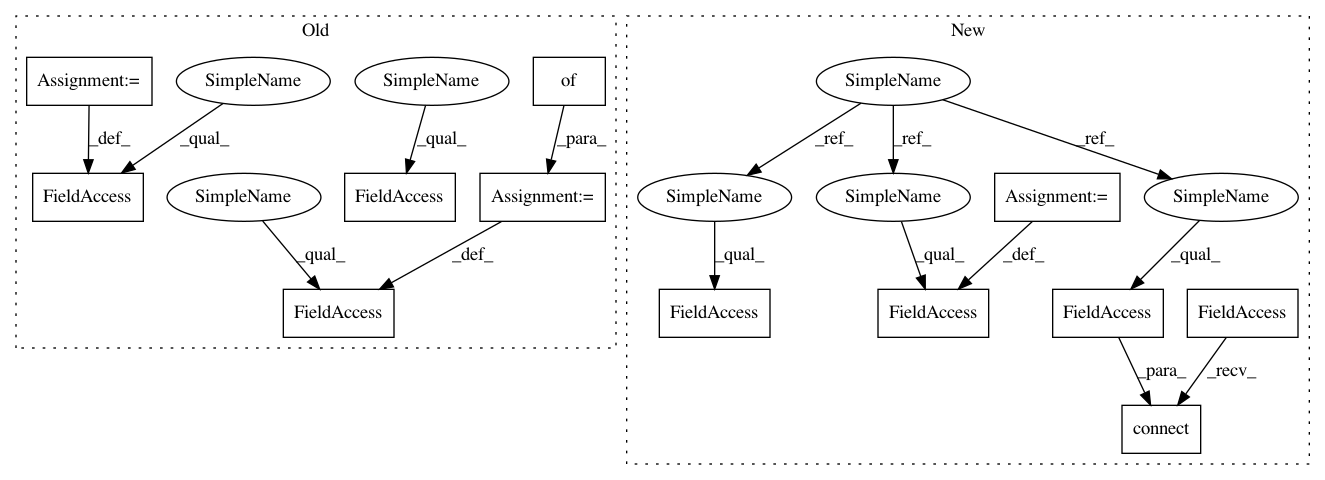 Old
New
Assignment:=
SimpleName
SimpleName
of
SimpleName
_def_
_qual_
_qual_
_para_
_ref_
_ref_
_ref_
FieldAccess
SimpleName
FieldAccess
Assignment:=
SimpleName
SimpleName
Assignment:=
SimpleName
_qual_
_def_
_qual_
_qual_
_def_
_qual_
FieldAccess
FieldAccess
FieldAccess
FieldAccess
FieldAccess
_para_
_recv_
connect